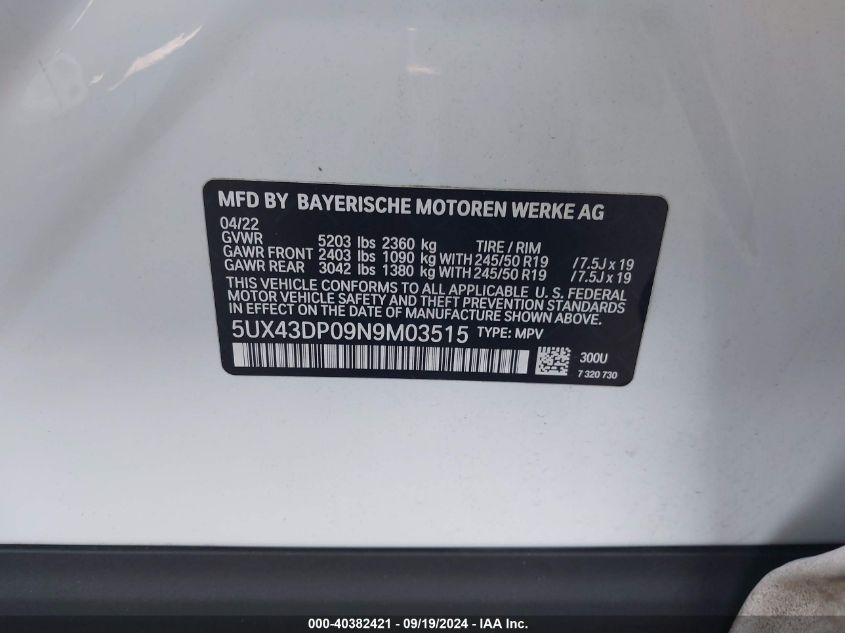 MFD BY BAYERISCHE MOTOREN WERKE AG
04/22
GVWR 5203 lbs 2360 kg TIRE / RIM
GAWR FRONT 2403 lbs 1090 kg WITH 245/50 R19 /7.5J x 19
GAWR REAR 3042 lbs 1380 kg WITH 245/50 R19 /7.5J x 19
THIS VEHICLE CONFORMS TO ALL APPLICABLE U. S. FEDERAL
MOTOR VEHICLE SAFETY AND THEFT PREVENTION STANDARDS
IN EFFECT ON THE DATE OF MANUFACTURE SHOWN ABOVE.
5UX43DP09N9M03515 TYPE: MPV
300U
7 320 730
000-40382421 - 09/19/2024 - IAA Inc.